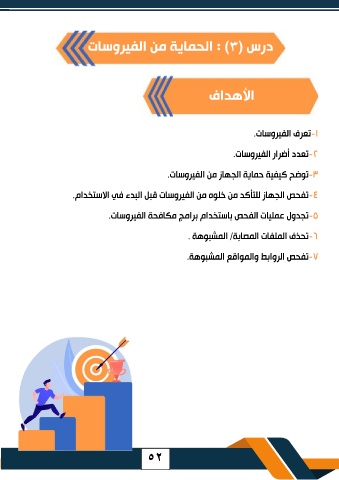 درس (٣) : الحماية من الفيروسات
الأهداف
١-تعرف الفيروسات.
٢-تعدد أضرار الفيروسات.
٣-توضح كيفية حماية الجهاز من الفيروسات.
٤-تفحص الجهاز للتأكد من خلوه من الفيروسات قبل البدء في الاستخدام.
٥-تجدول عمليات الفحص باستخدام برامج مكافحة الفيروسات.
٦-تحذف الملفات المصابة/ المشبوهة .
٧-تفحص الروابط والمواقع المشبوهة.
٥٢